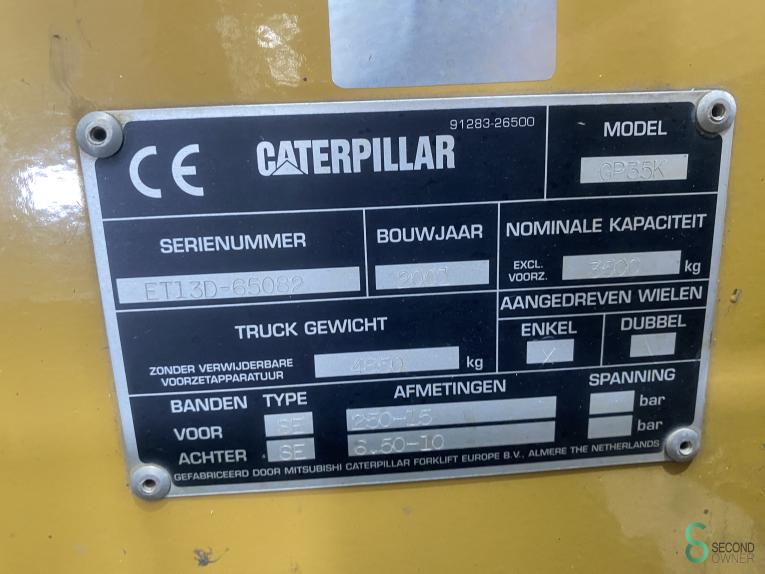 91283-26500
CE CATERPILLAR
MODEL
GP35K
SERIENUMMER
ET13D-65082
BOUWJAAR
NOMINALE KAPACITEIT
EXCL. VOORZ. 3500 kg
AANGEDREVEN WIELEN
ENKEL DUBBEL
X
TRUCK GEWICHT
ZONDER VERWIJDERBARE
VOORZETAPPARATUUR
kg
BANDEN TYPE AFMETINGEN SPANNING
VOOR SE 250-15 bar
ACHTER SE 6.50-10 bar
GEFABRICEERD DOOR MITSUBISHI CATERPILLAR FORKLIFT EUROPE B.V., ALMERE THE NETHERLANDS
SECOND
OWNER